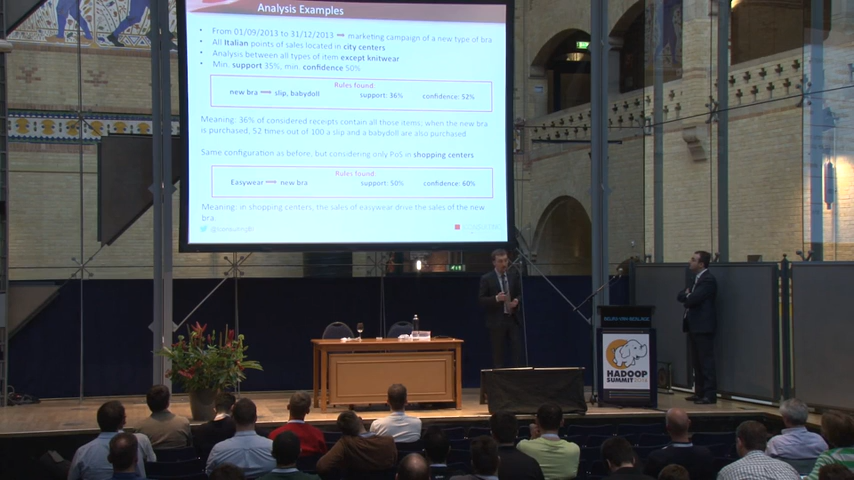 Analysis Examples
• From 01/09/2013 to 31/12/2013 ⟹ marketing campaign of a new type of bra
• All Italian points of sales located in city centers
• Analysis between all types of item except knitwear
• Min. support 35%, min. confidence 50%
Rules found
new bra ⟹ slip, babydoll support: 36% confidence: 52%
Meaning: 36% of considered receipts contain all those items; when the new bra
is purchased, 52 times out of 100 a slip and a babydoll are also purchased
Same configuration as before, but considering only PoS in shopping centers
Rules found
Easywear ⟹ new bra support: 50% confidence: 60%
Meaning: in shopping centers, the sales of easywear drive the sales of the new
bra.
HADOOP
SUMMIT